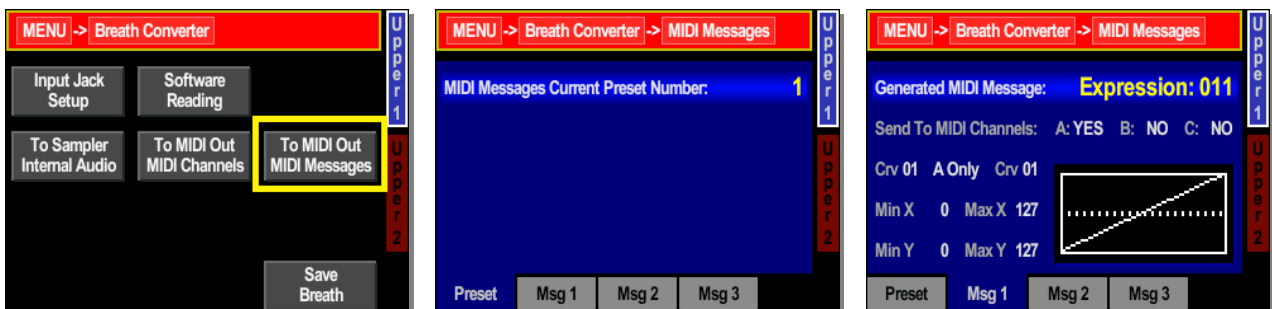 MENU -> Breath Converter
Upper 1
Input Jack
Setup
Software
Reading
To Sampler
Internal Audio
To MIDI Out
MIDI Channels
To MIDI Out
MIDI Messages
Upper 2
Save
Breath
MENU -> Breath Converter -> MIDI Messages
Upper 1
MIDI Messages Current Preset Number: 1
Upper 2
Preset Msg 1 Msg 2 Msg 3
MENU -> Breath Converter -> MIDI Messages
Upper 1
Generated MIDI Message: Expression: 011
Send To MIDI Channels: A: YES B: NO C: NO
Crv 01 A Only Crv 01
Min X 0 Max X 127
Min Y 0 Max Y 127
Upper 2
Preset Msg 1 Msg 2 Msg 3